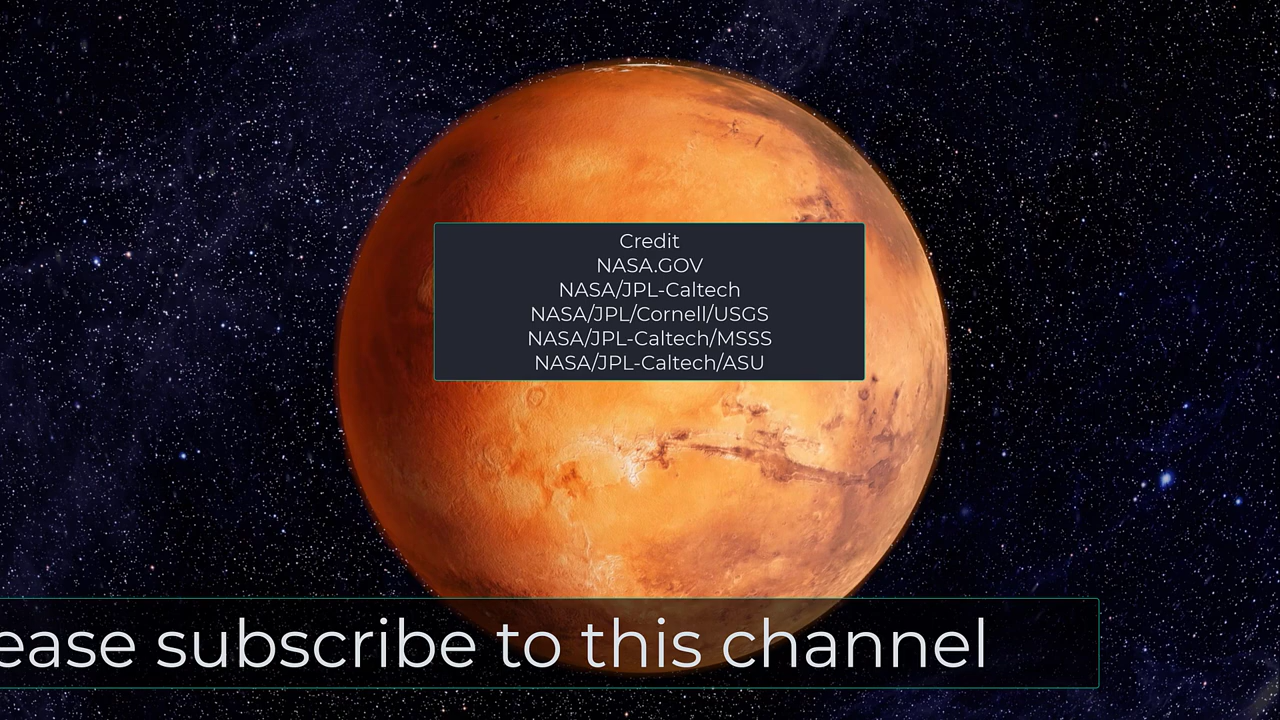 Credit
NASA.GOV
NASA/JPL-Caltech
NASA/JPL/Cornell/USGS
NASA/JPL-Caltech/MSSS
NASA/JPL-Caltech/ASU
ease subscribe to this channel